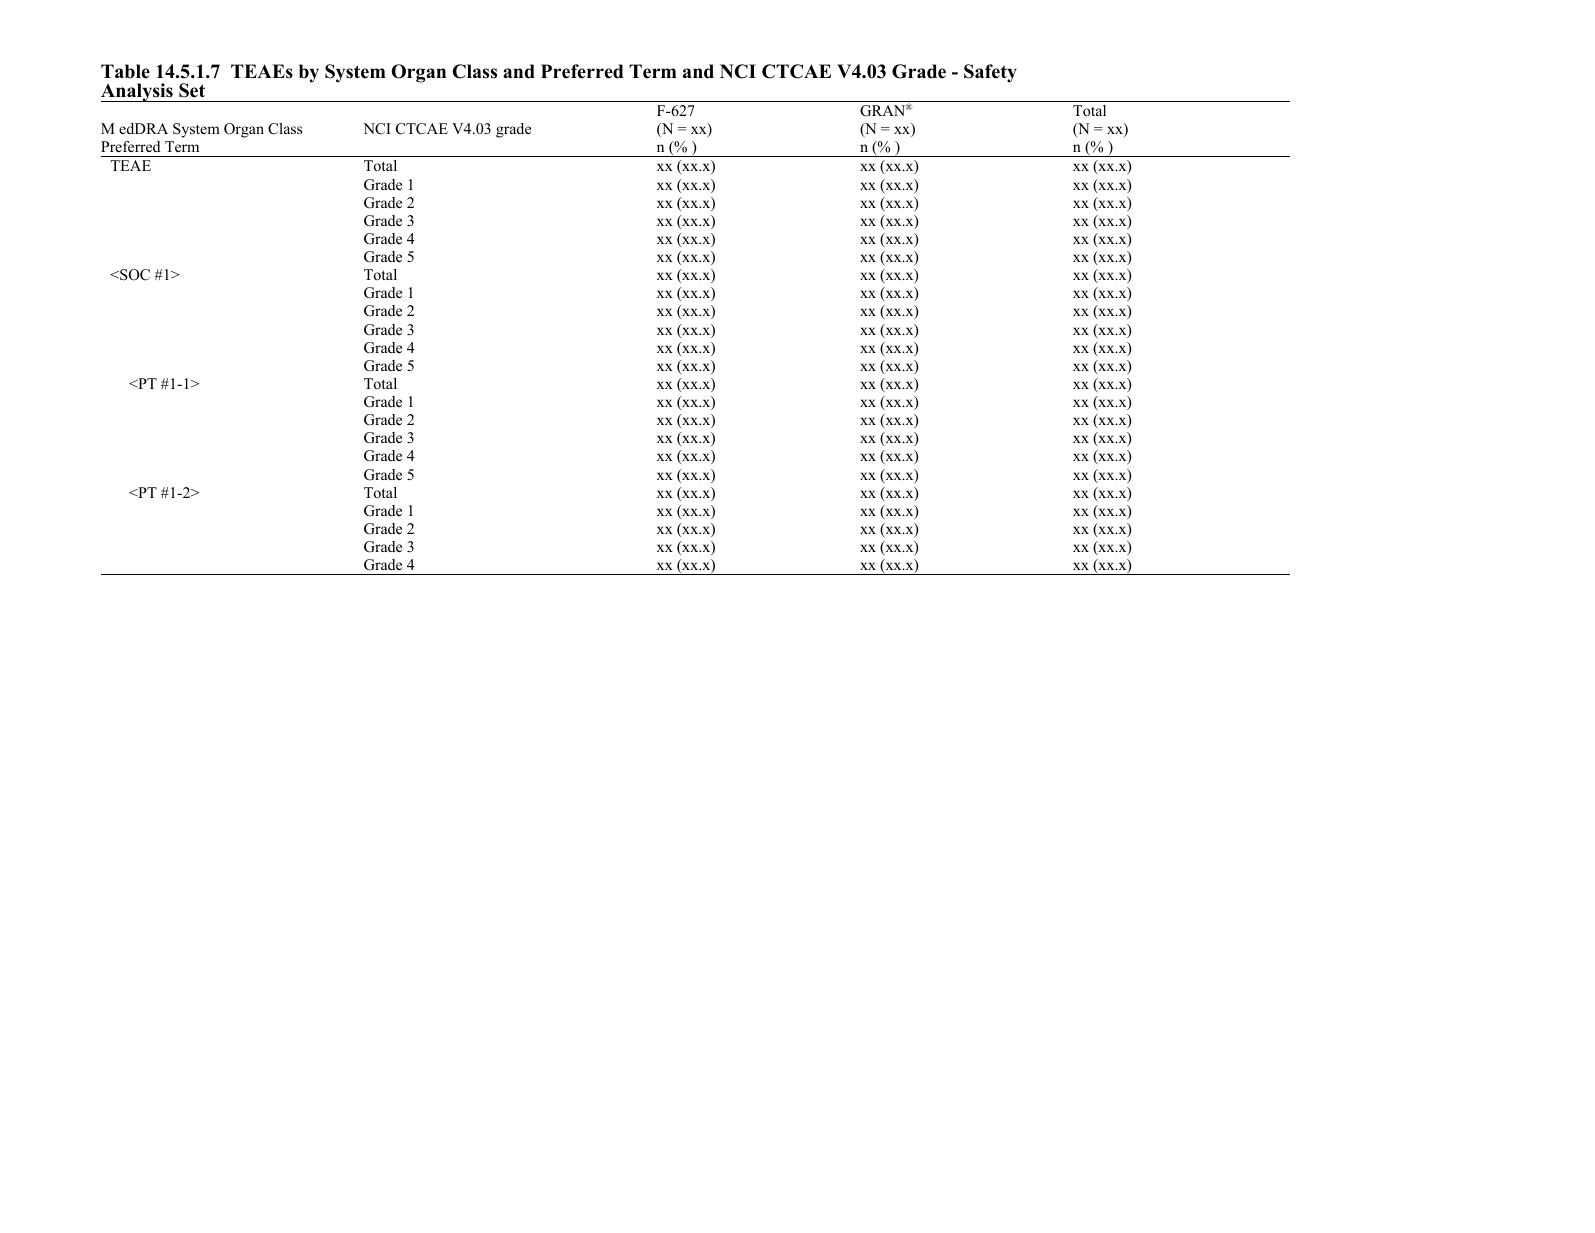 Table 14.5.1.7  TEAEs by System Organ Class and Preferred Term and NCI CTCAE V4.03 Grade - Safety
Analysis Set
F-627 GRAN® Total
M edDRA System Organ Class NCI CTCAE V4.03 grade (N = xx) (N = xx) (N = xx)
Preferred Term n (% ) n (% ) n (% )
TEAE Total xx (xx.x) xx (xx.x) xx (xx.x)
Grade 1 xx (xx.x) xx (xx.x) xx (xx.x)
Grade 2 xx (xx.x) xx (xx.x) xx (xx.x)
Grade 3 xx (xx.x) xx (xx.x) xx (xx.x)
Grade 4 xx (xx.x) xx (xx.x) xx (xx.x)
Grade 5 xx (xx.x) xx (xx.x) xx (xx.x)
<SOC #1> Total xx (xx.x) xx (xx.x) xx (xx.x)
Grade 1 xx (xx.x) xx (xx.x) xx (xx.x)
Grade 2 xx (xx.x) xx (xx.x) xx (xx.x)
Grade 3 xx (xx.x) xx (xx.x) xx (xx.x)
Grade 4 xx (xx.x) xx (xx.x) xx (xx.x)
Grade 5 xx (xx.x) xx (xx.x) xx (xx.x)
<PT #1-1> Total xx (xx.x) xx (xx.x) xx (xx.x)
Grade 1 xx (xx.x) xx (xx.x) xx (xx.x)
Grade 2 xx (xx.x) xx (xx.x) xx (xx.x)
Grade 3 xx (xx.x) xx (xx.x) xx (xx.x)
Grade 4 xx (xx.x) xx (xx.x) xx (xx.x)
Grade 5 xx (xx.x) xx (xx.x) xx (xx.x)
<PT #1-2> Total xx (xx.x) xx (xx.x) xx (xx.x)
Grade 1 xx (xx.x) xx (xx.x) xx (xx.x)
Grade 2 xx (xx.x) xx (xx.x) xx (xx.x)
Grade 3 xx (xx.x) xx (xx.x) xx (xx.x)
Grade 4 xx (xx.x) xx (xx.x) xx (xx.x)